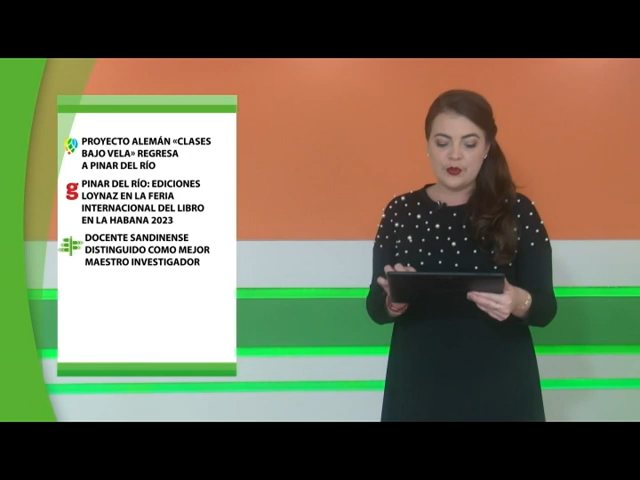 PROYECTO ALEMÁN «CLASES
BAJO VELA» REGRESA
A PINAR DEL RÍO
g PINAR DEL RÍO: EDICIONES
LOYNAZ EN LA FERIA
INTERNACIONAL DEL LIBRO
EN LA HABANA 2023
DOCENTE SANDINENSE
DISTINGUIDO COMO MEJOR
MAESTRO INVESTIGADOR